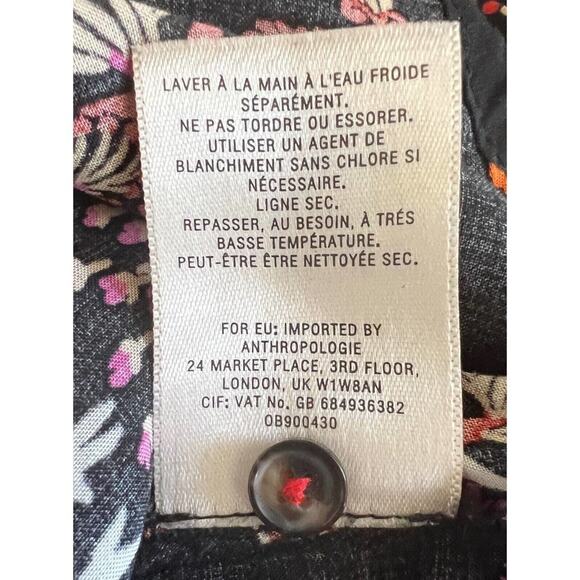 LAVER À LA MAIN À L'EAU FROIDE
SÉPARÉMENT.
NE PAS TORDRE OU ESSORER.
UTILISER UN AGENT DE
BLANCHIMENT SANS CHLORE SI
NÉCESSAIRE.
LIGNE SEC.
REPASSER, AU BESOIN, À TRÉS
BASSE TEMPÉRATURE.
PEUT-ÊTRE ÊTRE NETTOYÉE SEC.
FOR EU: IMPORTED BY
ANTHROPOLOGIE
24 MARKET PLACE, 3RD FLOOR,
LONDON, UK W1W8AN
CIF: VAT No. GB 684936382
OB900430